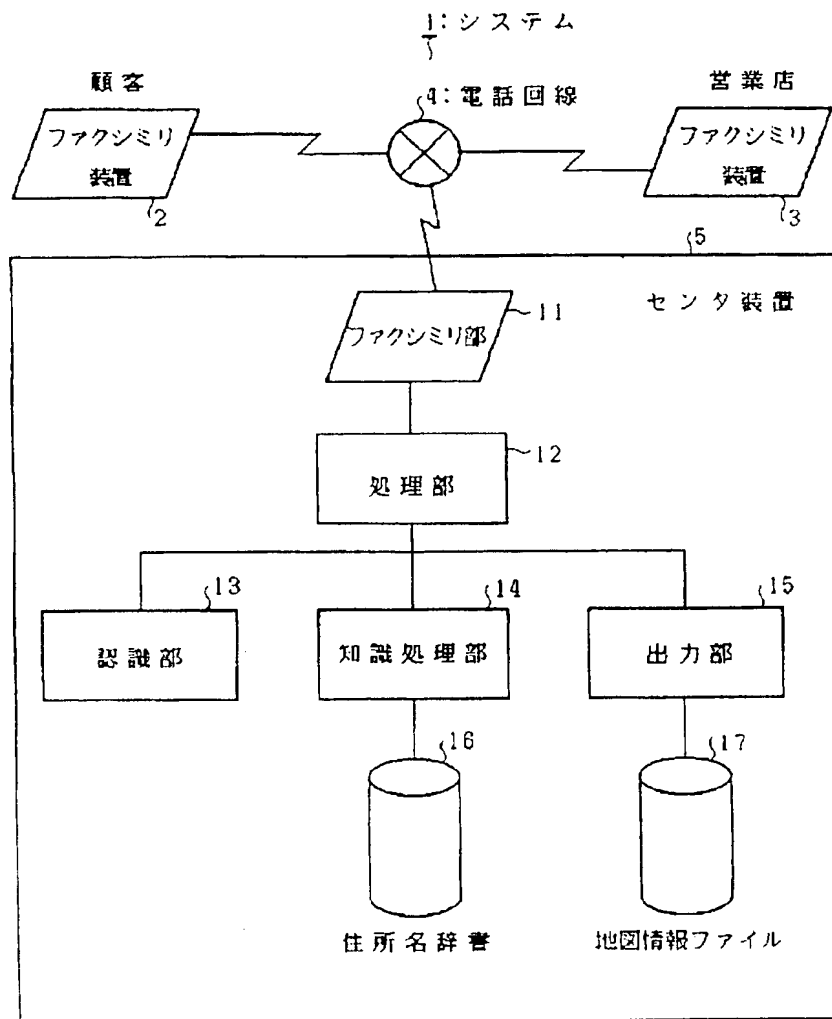 1:システム
顧客
4:電話回線
営業店
ファクシミリ
装置
2
ファクシミリ
装置
3
5
センタ装置
ファクシミリ部
11
処理部
12
認識部
13
知識処理部
14
出力部
15
16
17
住所名辞書
地図情報ファイル